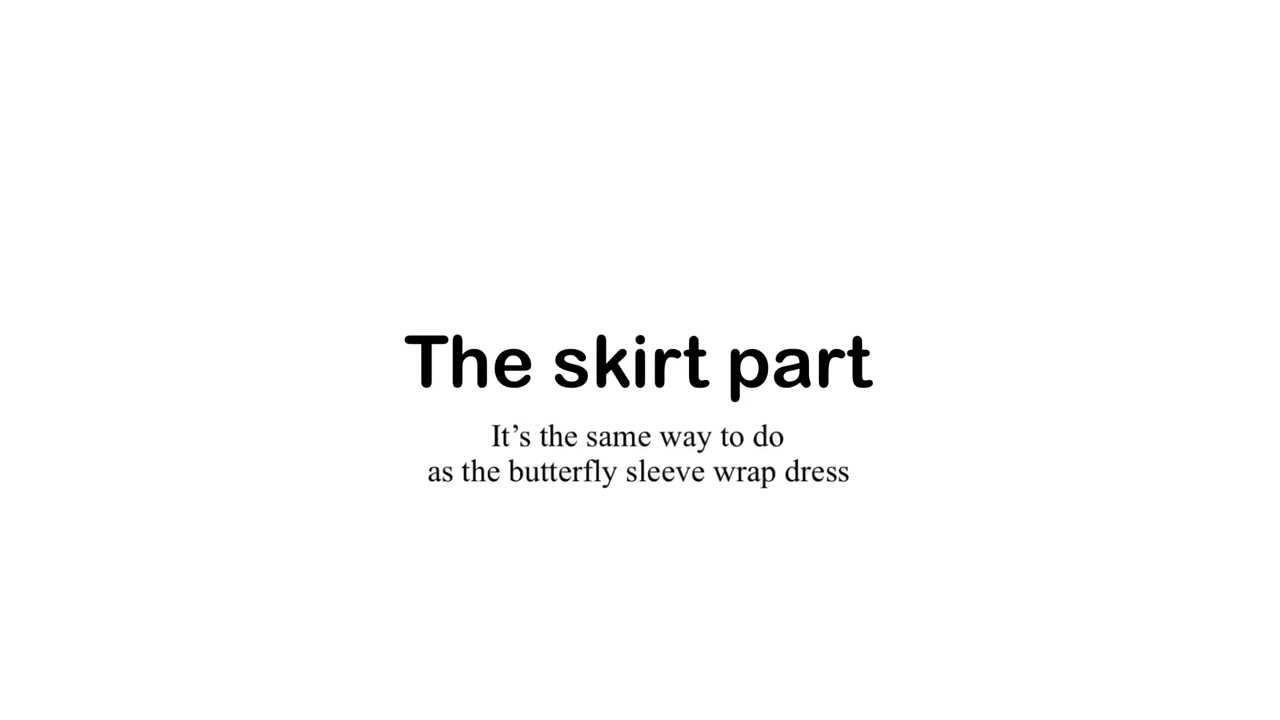 The skirt part
It’s the same way to do
as the butterfly sleeve wrap dress